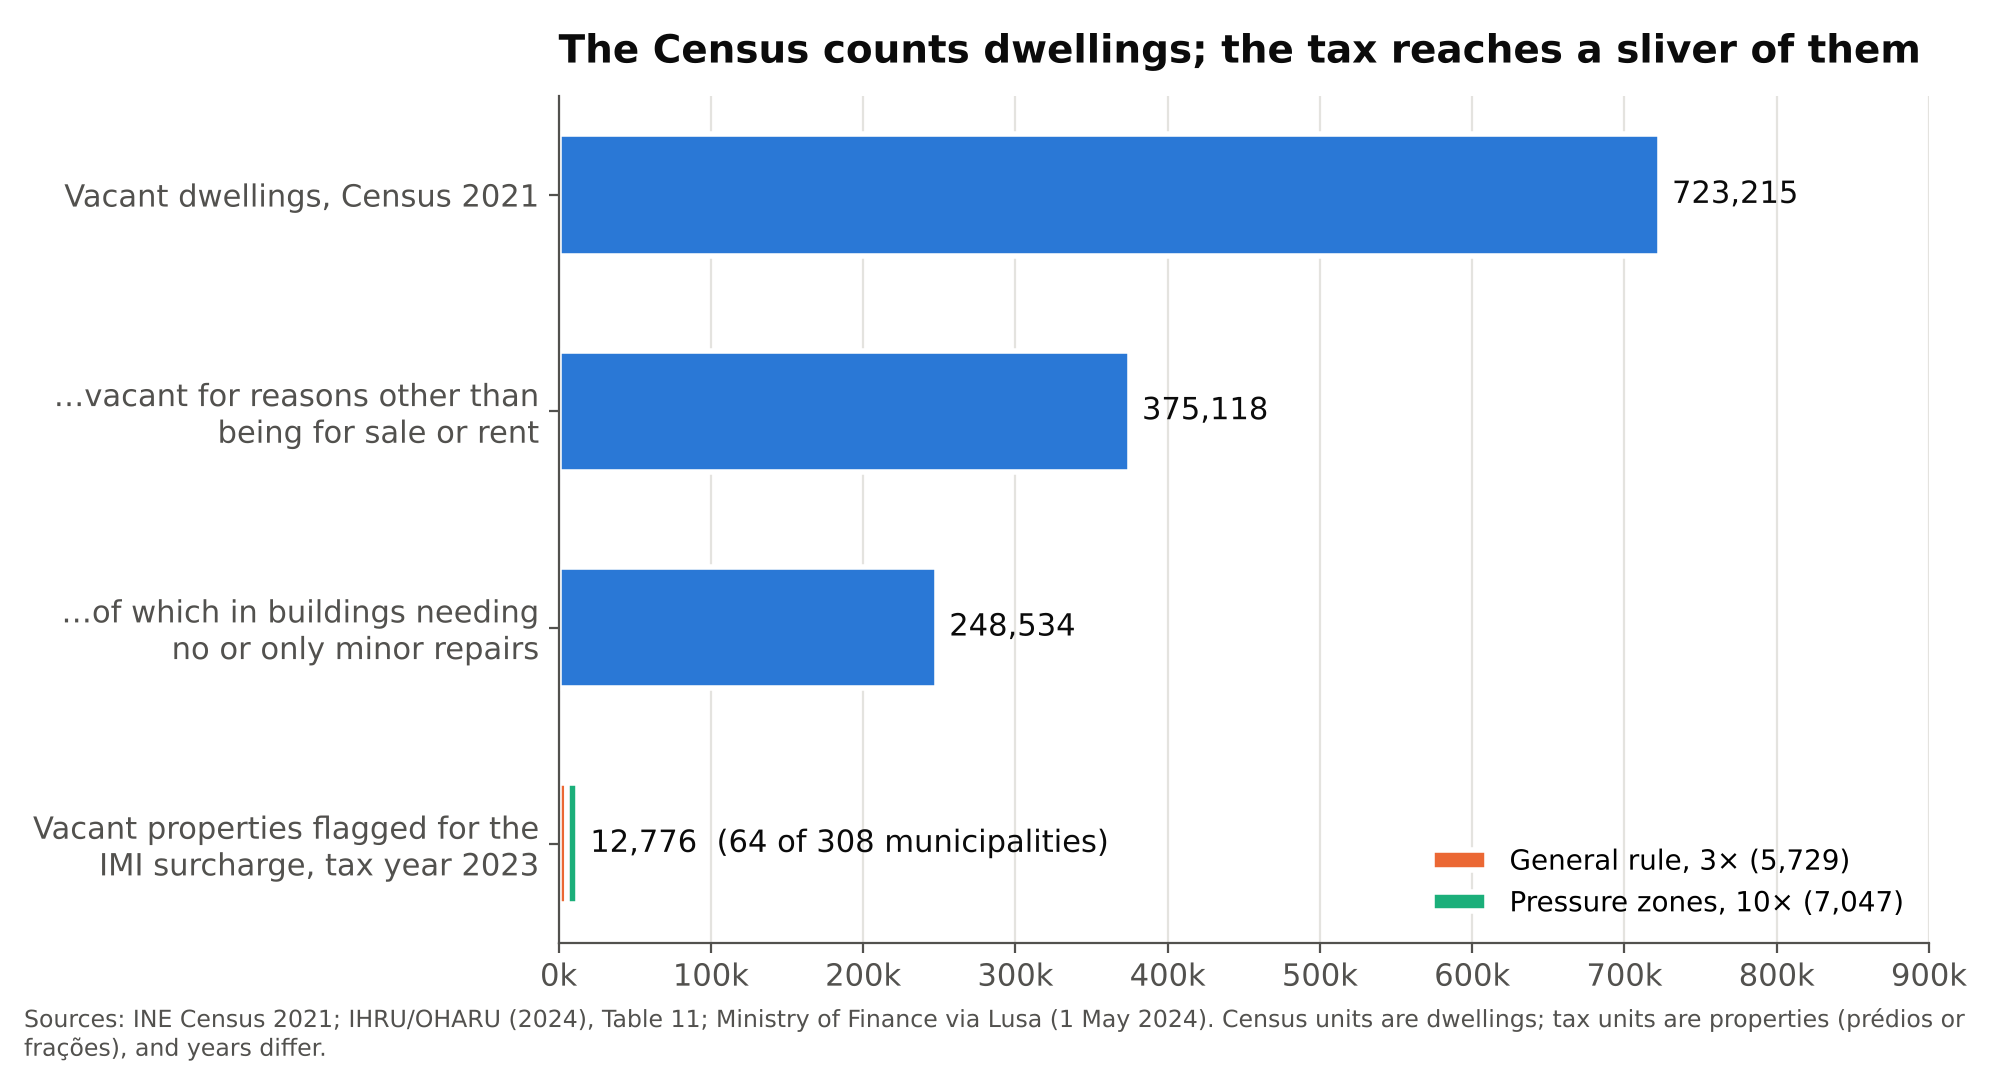 The Census counts dwellings; the tax reaches a sliver of them
Vacant dwellings, Census 2021
723,215
…vacant for reasons other than
being for sale or rent
375,118
…of which in buildings needing
no or only minor repairs
248,534
Vacant properties flagged for the
IMI surcharge, tax year 2023
12,776 (64 of 308 municipalities)
General rule, 3× (5,729)
Pressure zones, 10× (7,047)
0k 100k 200k 300k 400k 500k 600k 700k 800k 900k
Sources: INE Census 2021; IHRU/OHARU (2024), Table 11; Ministry of Finance via Lusa (1 May 2024). Census units are dwellings; tax units are properties (prédios or
frações), and years differ.